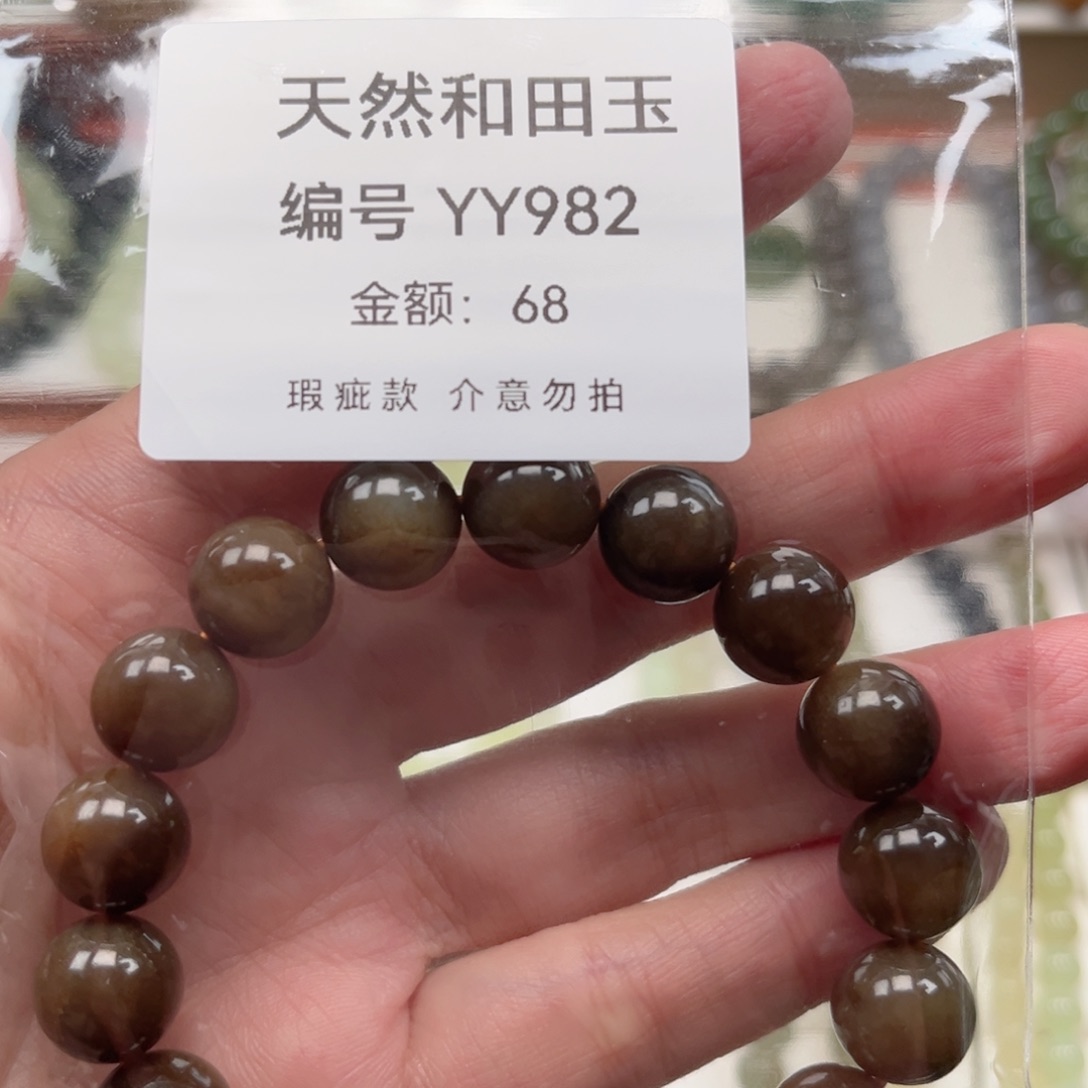 天然和田玉
编号 YY982
金额：68
瑕疵款 介意勿拍